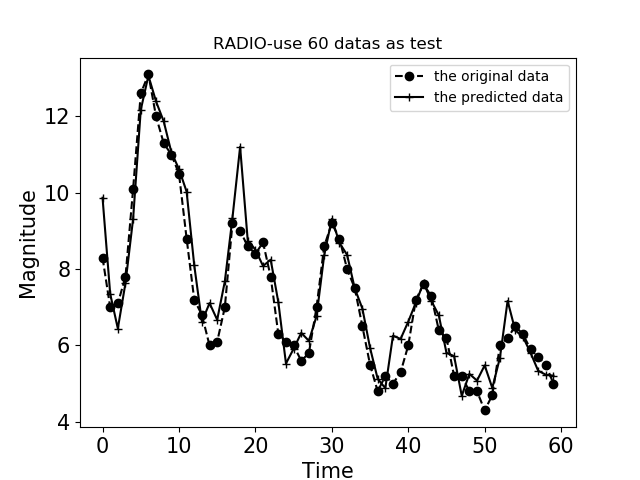 RADIO-use 60 datas as test
the original data
the predicted data
Magnitude
12
10
8
6
4
0 10 20 30 40 50 60
Time